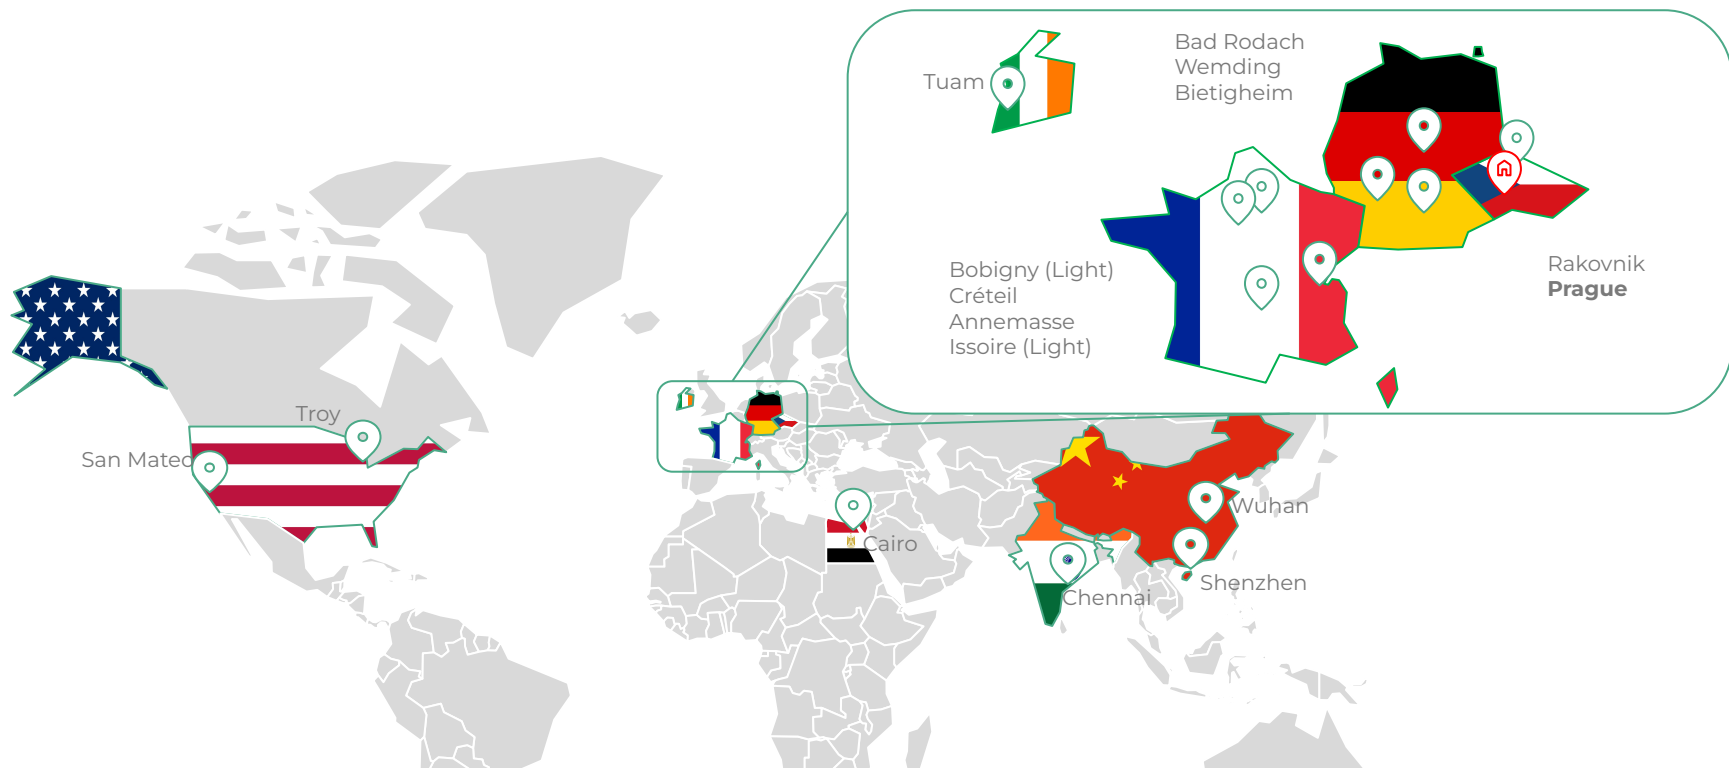 Tuam
Bad Rodach
Wemding
Bietigheim
Bobigny (Light)
Créteil
Annemasse
Issoire (Light)
Rakovnik
Prague
Troy
San Mateo
Cairo
Wuhan
Shenzhen
Chennai